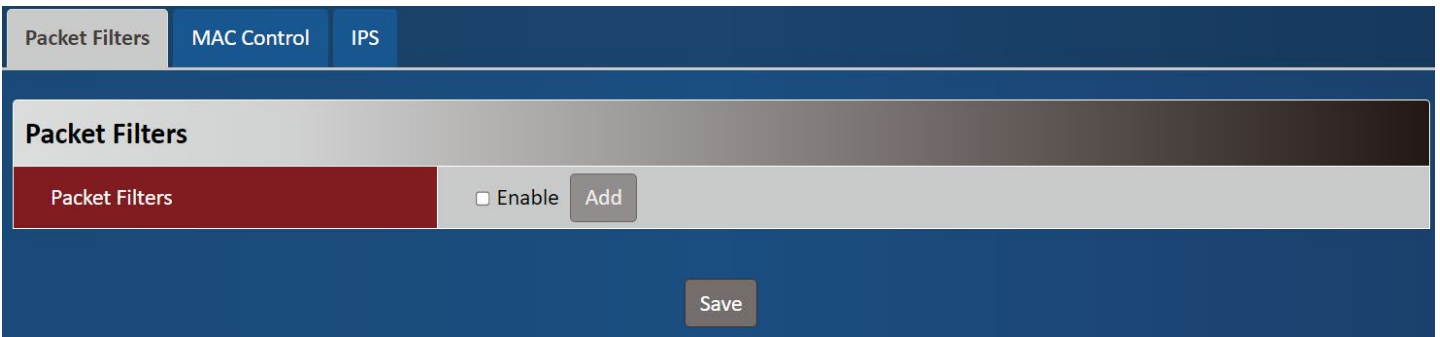 Packet Filters MAC Control IPS
Packet Filters
Packet Filters Enable Add
Save